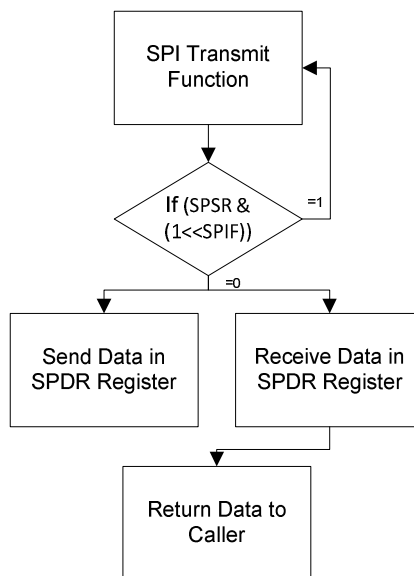 SPI Transmit
Function
If (SPSR &
(1<<SPIF))
=1
=0
Send Data in
SPDR Register
Receive Data in
SPDR Register
Return Data to
Caller